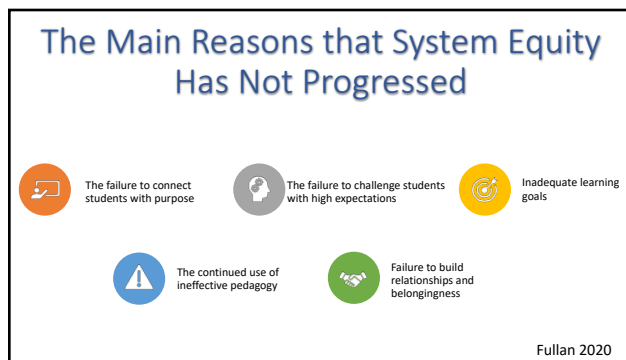 The Main Reasons that System Equity
Has Not Progressed
The failure to connect
students with purpose
The failure to challenge students
with high expectations
Inadequate learning
goals
The continued use of
ineffective pedagogy
Failure to build
relationships and
belongingness
Fullan 2020